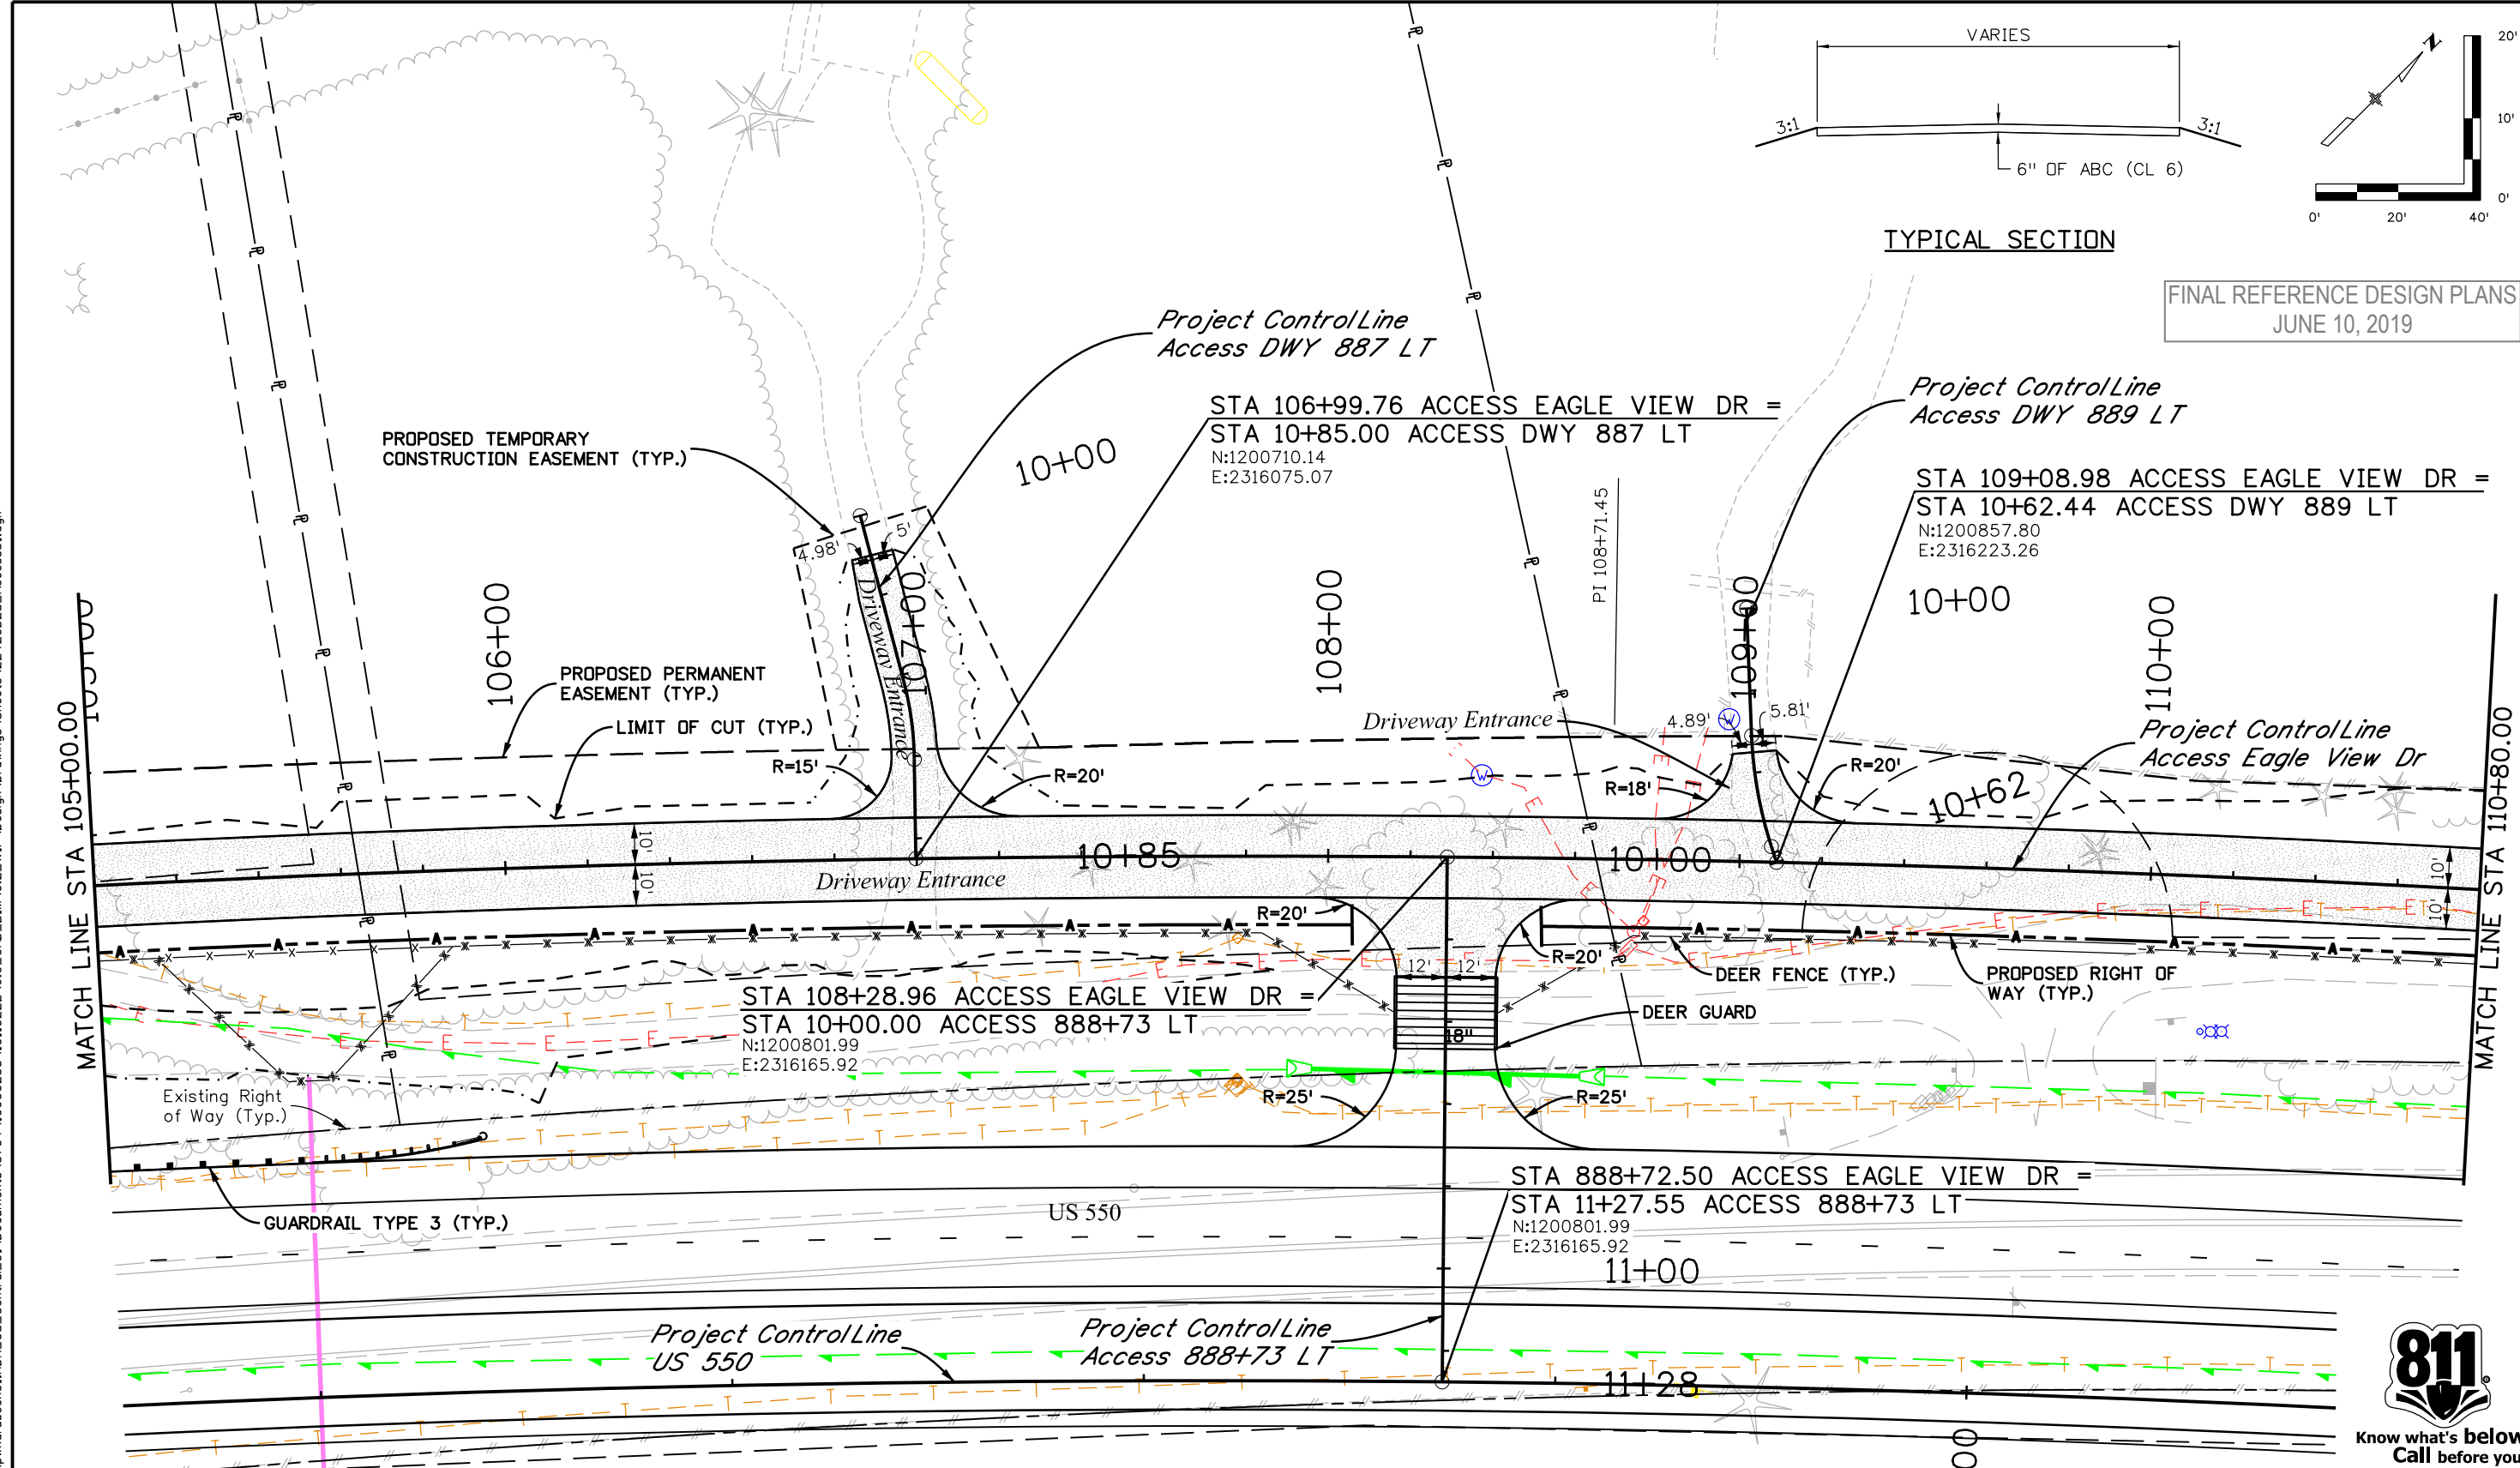 VARIES
3:1
3:1
6" OF ABC (CL 6)
TYPICAL SECTION
N
20'
10'
0'
0'
20'
40'
FINAL REFERENCE DESIGN PLANS
JUNE 10, 2019
Project Control Line
Access DWY 887 LT
STA 106+99.76 ACCESS EAGLE VIEW DR =
STA 10+85.00 ACCESS DWY 887 LT
N:1200710.14
E:2316075.07
Project Control Line
Access DWY 889 LT
STA 109+08.98 ACCESS EAGLE VIEW DR =
STA 10+62.44 ACCESS DWY 889 LT
N:1200857.80
E:2316223.26
PROPOSED TEMPORARY
CONSTRUCTION EASEMENT (TYP.)
10+00
PI 108+71.45
10+00
4.98'
5'
Driveway Entrance
105+00
106+00
107+00
108+00
109+00
110+00
PROPOSED PERMANENT
EASEMENT (TYP.)
LIMIT OF CUT (TYP.)
R=15'
R=20'
Driveway Entrance
4.89'
W
5.81'
W
R=18'
R=20'
10+62
Project Control Line
Access Eagle View Dr
MATCH LINE STA 105+00.00
MATCH LINE STA 110+80.00
10'
10'
10'
10'
10+85
10+00
Driveway Entrance
R=20'
R=20'
12'
12'
DEER FENCE (TYP.)
PROPOSED RIGHT OF
WAY (TYP.)
STA 108+28.96 ACCESS EAGLE VIEW DR =
STA 10+00.00 ACCESS 888+73 LT
N:1200801.99
E:2316165.92
DEER GUARD
18"
Existing Right
of Way (Typ.)
R=25'
R=25'
GUARDRAIL TYPE 3 (TYP.)
US 550
STA 888+72.50 ACCESS EAGLE VIEW DR =
STA 11+27.55 ACCESS 888+73 LT
N:1200801.99
E:2316165.92
11+00
Project Control Line
US 550
Project Control Line
Access 888+73 LT
11+28
811
Know what's below
Call before you